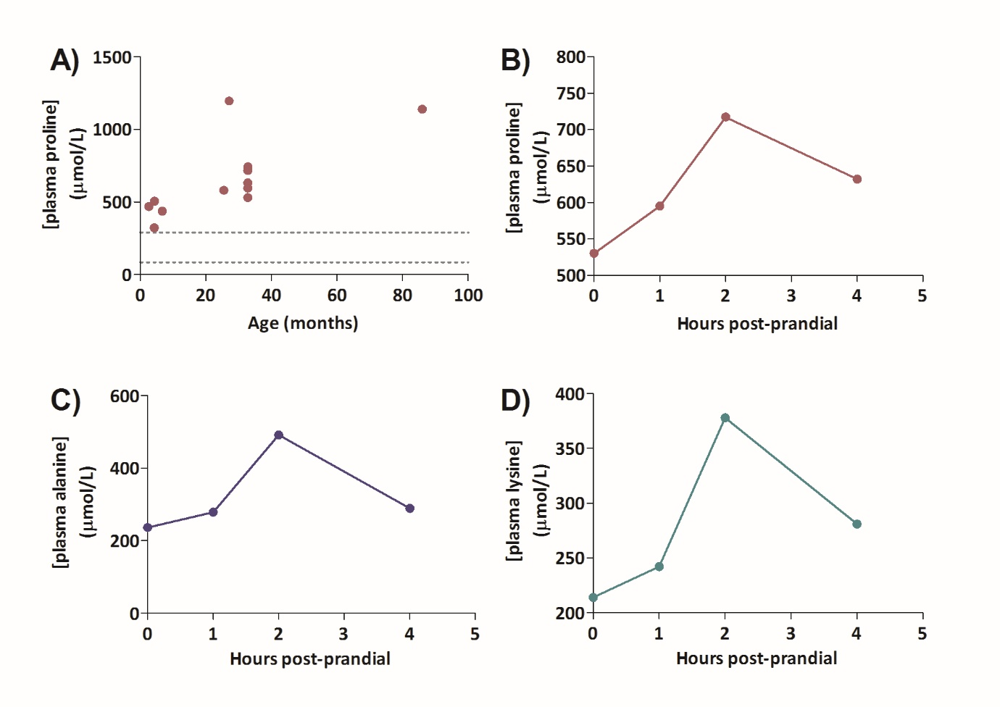 A)
[plasma proline]
(μmol/L)
1500
1000
500
0
0 20 40 60 80 100
Age (months)
B)
[plasma proline]
(μmol/L)
800
750
700
650
600
550
500
0 1 2 3 4 5
Hours post-prandial
C)
[plasma alanine]
(μmol/L)
600
400
200
0
0 1 2 3 4 5
Hours post-prandial
D)
[plasma lysine]
(μmol/L)
400
350
300
250
200
0 1 2 3 4 5
Hours post-prandial